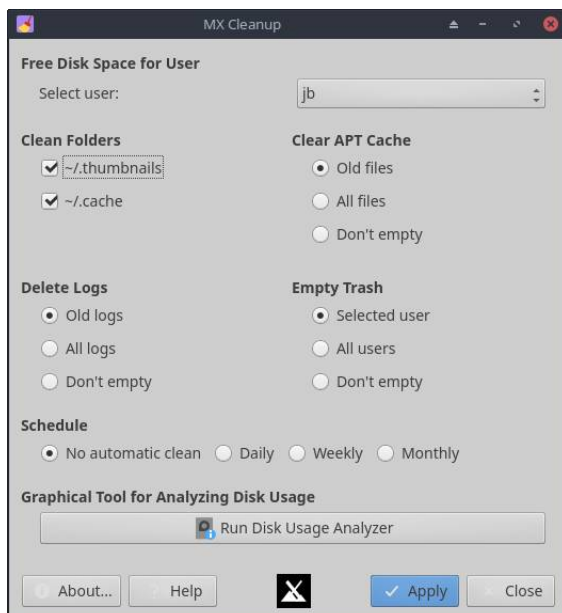 MX Cleanup
Free Disk Space for User
Select user: jb
Clean Folders
~/.thumbnails
~/.cache
Clear APT Cache
Old files
All files
Don't empty
Delete Logs
Old logs
All logs
Don't empty
Empty Trash
Selected user
All users
Don't empty
Schedule
No automatic clean Daily Weekly Monthly
Graphical Tool for Analyzing Disk Usage
Run Disk Usage Analyzer
About... Help Apply Close